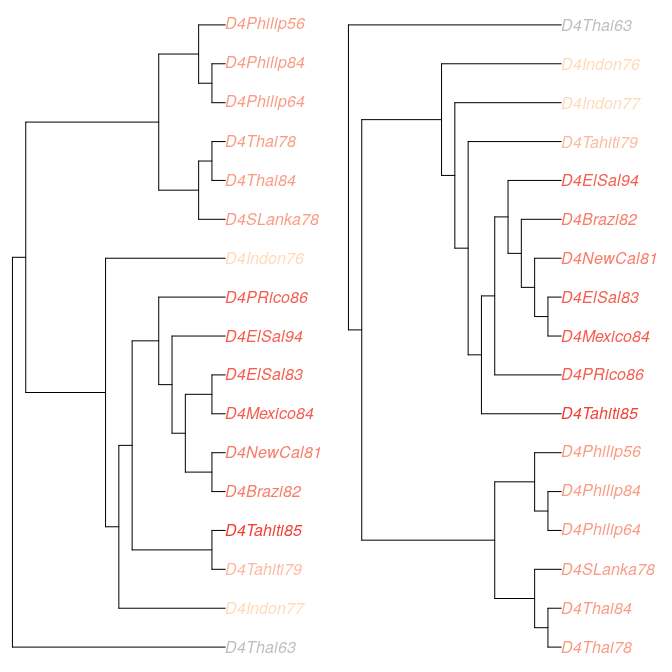 D4Philip56
D4Philip84
D4Philip64
D4Thai78
D4Thai84
D4SLanka78
D4Indon76
D4PRico86
D4ElSal94
D4ElSal83
D4Mexico84
D4NewCal81
D4Brazi82
D4Tahiti85
D4Tahiti79
D4Indon77
D4Thai63
D4Thai63
D4Indon76
D4Indon77
D4Tahiti79
D4ElSal94
D4Brazi82
D4NewCal81
D4ElSal83
D4Mexico84
D4PRico86
D4Tahiti85
D4Philip56
D4Philip84
D4Philip64
D4SLanka78
D4Thai84
D4Thai78